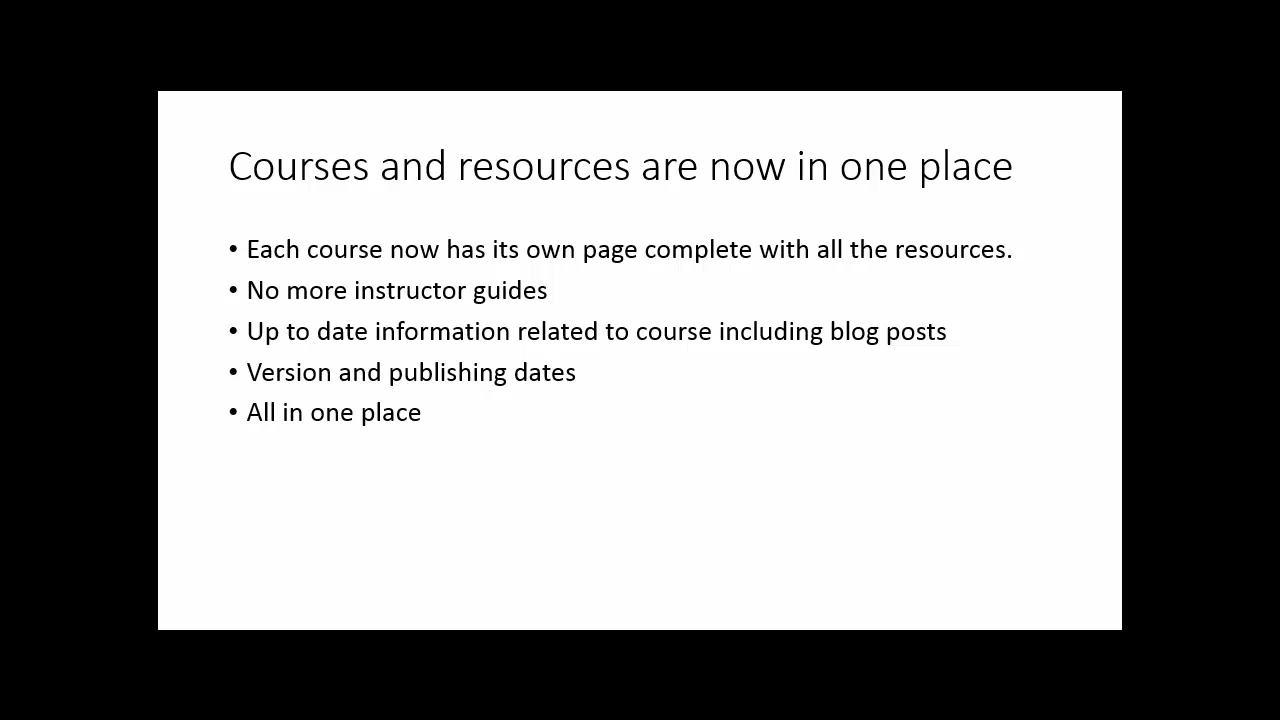 Courses and resources are now in one place
• Each course now has its own page complete with all the resources.
• No more instructor guides
• Up to date information related to course including blog posts
• Version and publishing dates
• All in one place